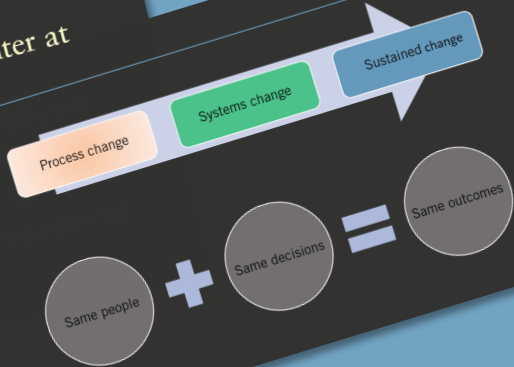 ter at
Process change
Systems change
Sustained change
Same people
Same decisions
Same outcomes